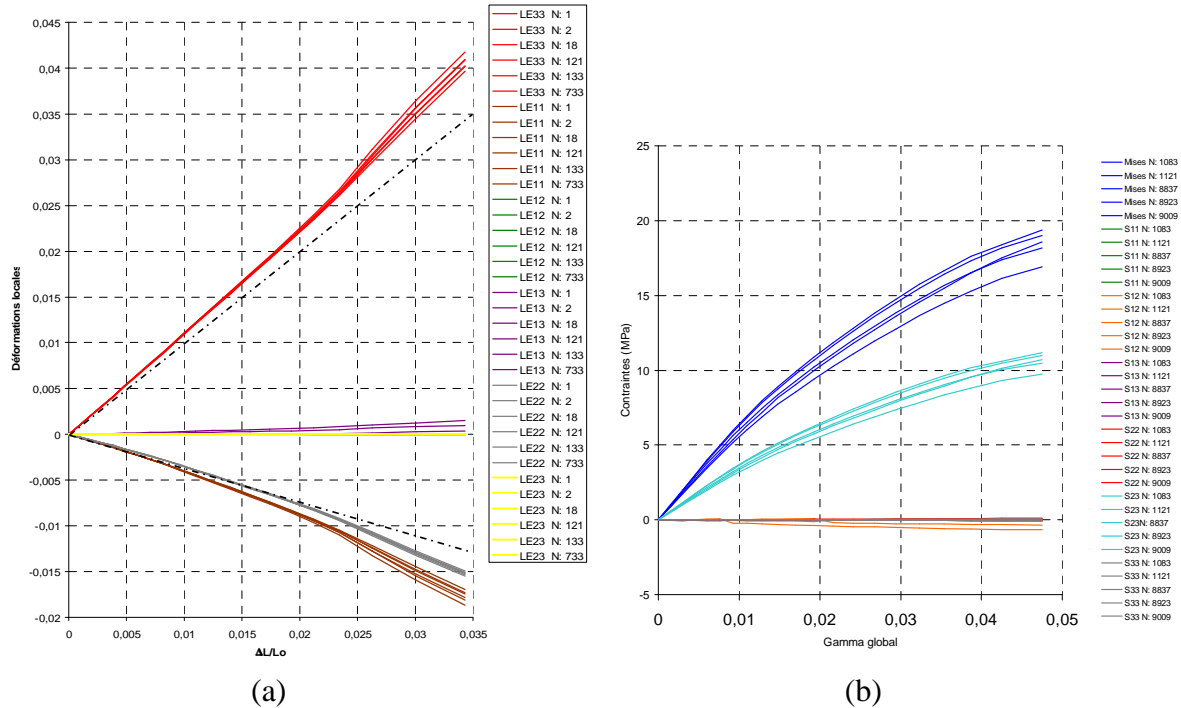 0,045
0,04
0,035
0,03
0,025
0,02
0,015
0,01
0,005
0
-0,005
-0,01
-0,015
-0,02
Déformations locales
0 0,005 0,01 0,015 0,02 0,025 0,03 0,035
ΔL/Lo
LE33 N: 1
LE33 N: 2
LE33 N: 18
LE33 N: 121
LE33 N: 133
LE33 N: 733
LE11 N: 1
LE11 N: 2
LE11 N: 18
LE11 N: 121
LE11 N: 133
LE11 N: 733
LE12 N: 1
LE12 N: 2
LE12 N: 18
LE12 N: 121
LE12 N: 133
LE12 N: 733
LE13 N: 1
LE13 N: 2
LE13 N: 18
LE13 N: 121
LE13 N: 133
LE13 N: 733
LE22 N: 1
LE22 N: 2
LE22 N: 18
LE22 N: 121
LE22 N: 133
LE22 N: 733
LE23 N: 1
LE23 N: 2
LE23 N: 18
LE23 N: 121
LE23 N: 133
LE23 N: 733
(a)
25
20
15
10
5
0
-5
Contraintes (MPa)
0 0,01 0,02 0,03 0,04 0,05
Gamma global
Mises N: 1083
Mises N: 1121
Mises N: 8837
Mises N: 8923
Mises N: 9009
S11 N: 1083
S11 N: 1121
S11 N: 8837
S11 N: 8923
S11 N: 9009
S12 N: 1083
S12 N: 1121
S12 N: 8837
S12 N: 8923
S12 N: 9009
S13 N: 1083
S13 N: 1121
S13 N: 8837
S13 N: 8923
S13 N: 9009
S22 N: 1083
S22 N: 1121
S22 N: 8837
S22 N: 8923
S22 N: 9009
S23 N: 1083
S23 N: 1121
S23N: 8837
S23 N: 8923
S23 N: 9009
S33 N: 1083
S33 N: 1121
S33 N: 8837
S33 N: 8923
S33 N: 9009
(b)